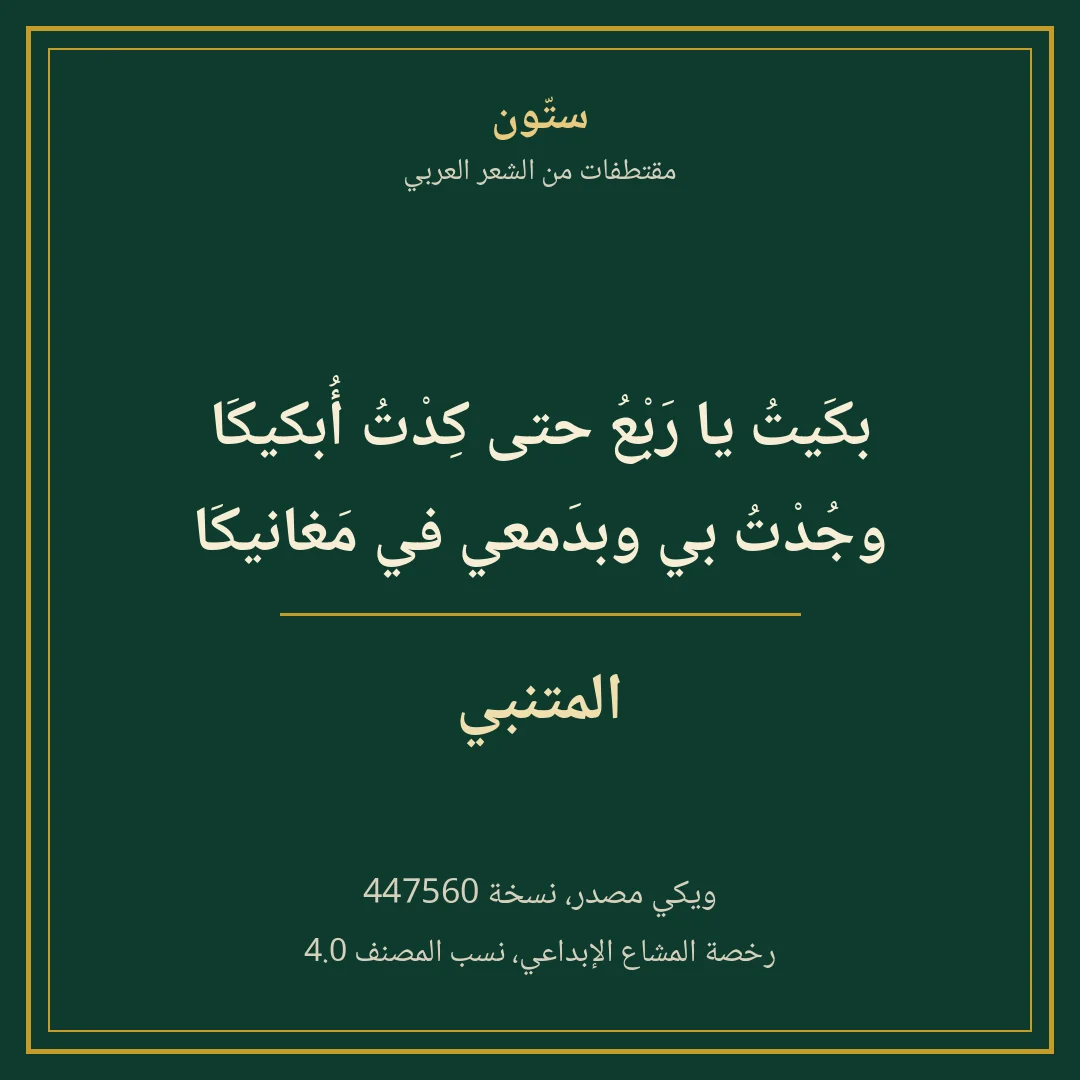 ستّون
مقتطفات من الشعر العربي
بكَيتُ يا رَبْعُ حتى كِدْتُ أُبكيكَا
وجُدْتُ بي وبدَمعي في مَغانيكَا
المتنبي
ويكي مصدر، نسخة 447560
رخصة المشاع الإبداعي، نسب المصنف 4.0